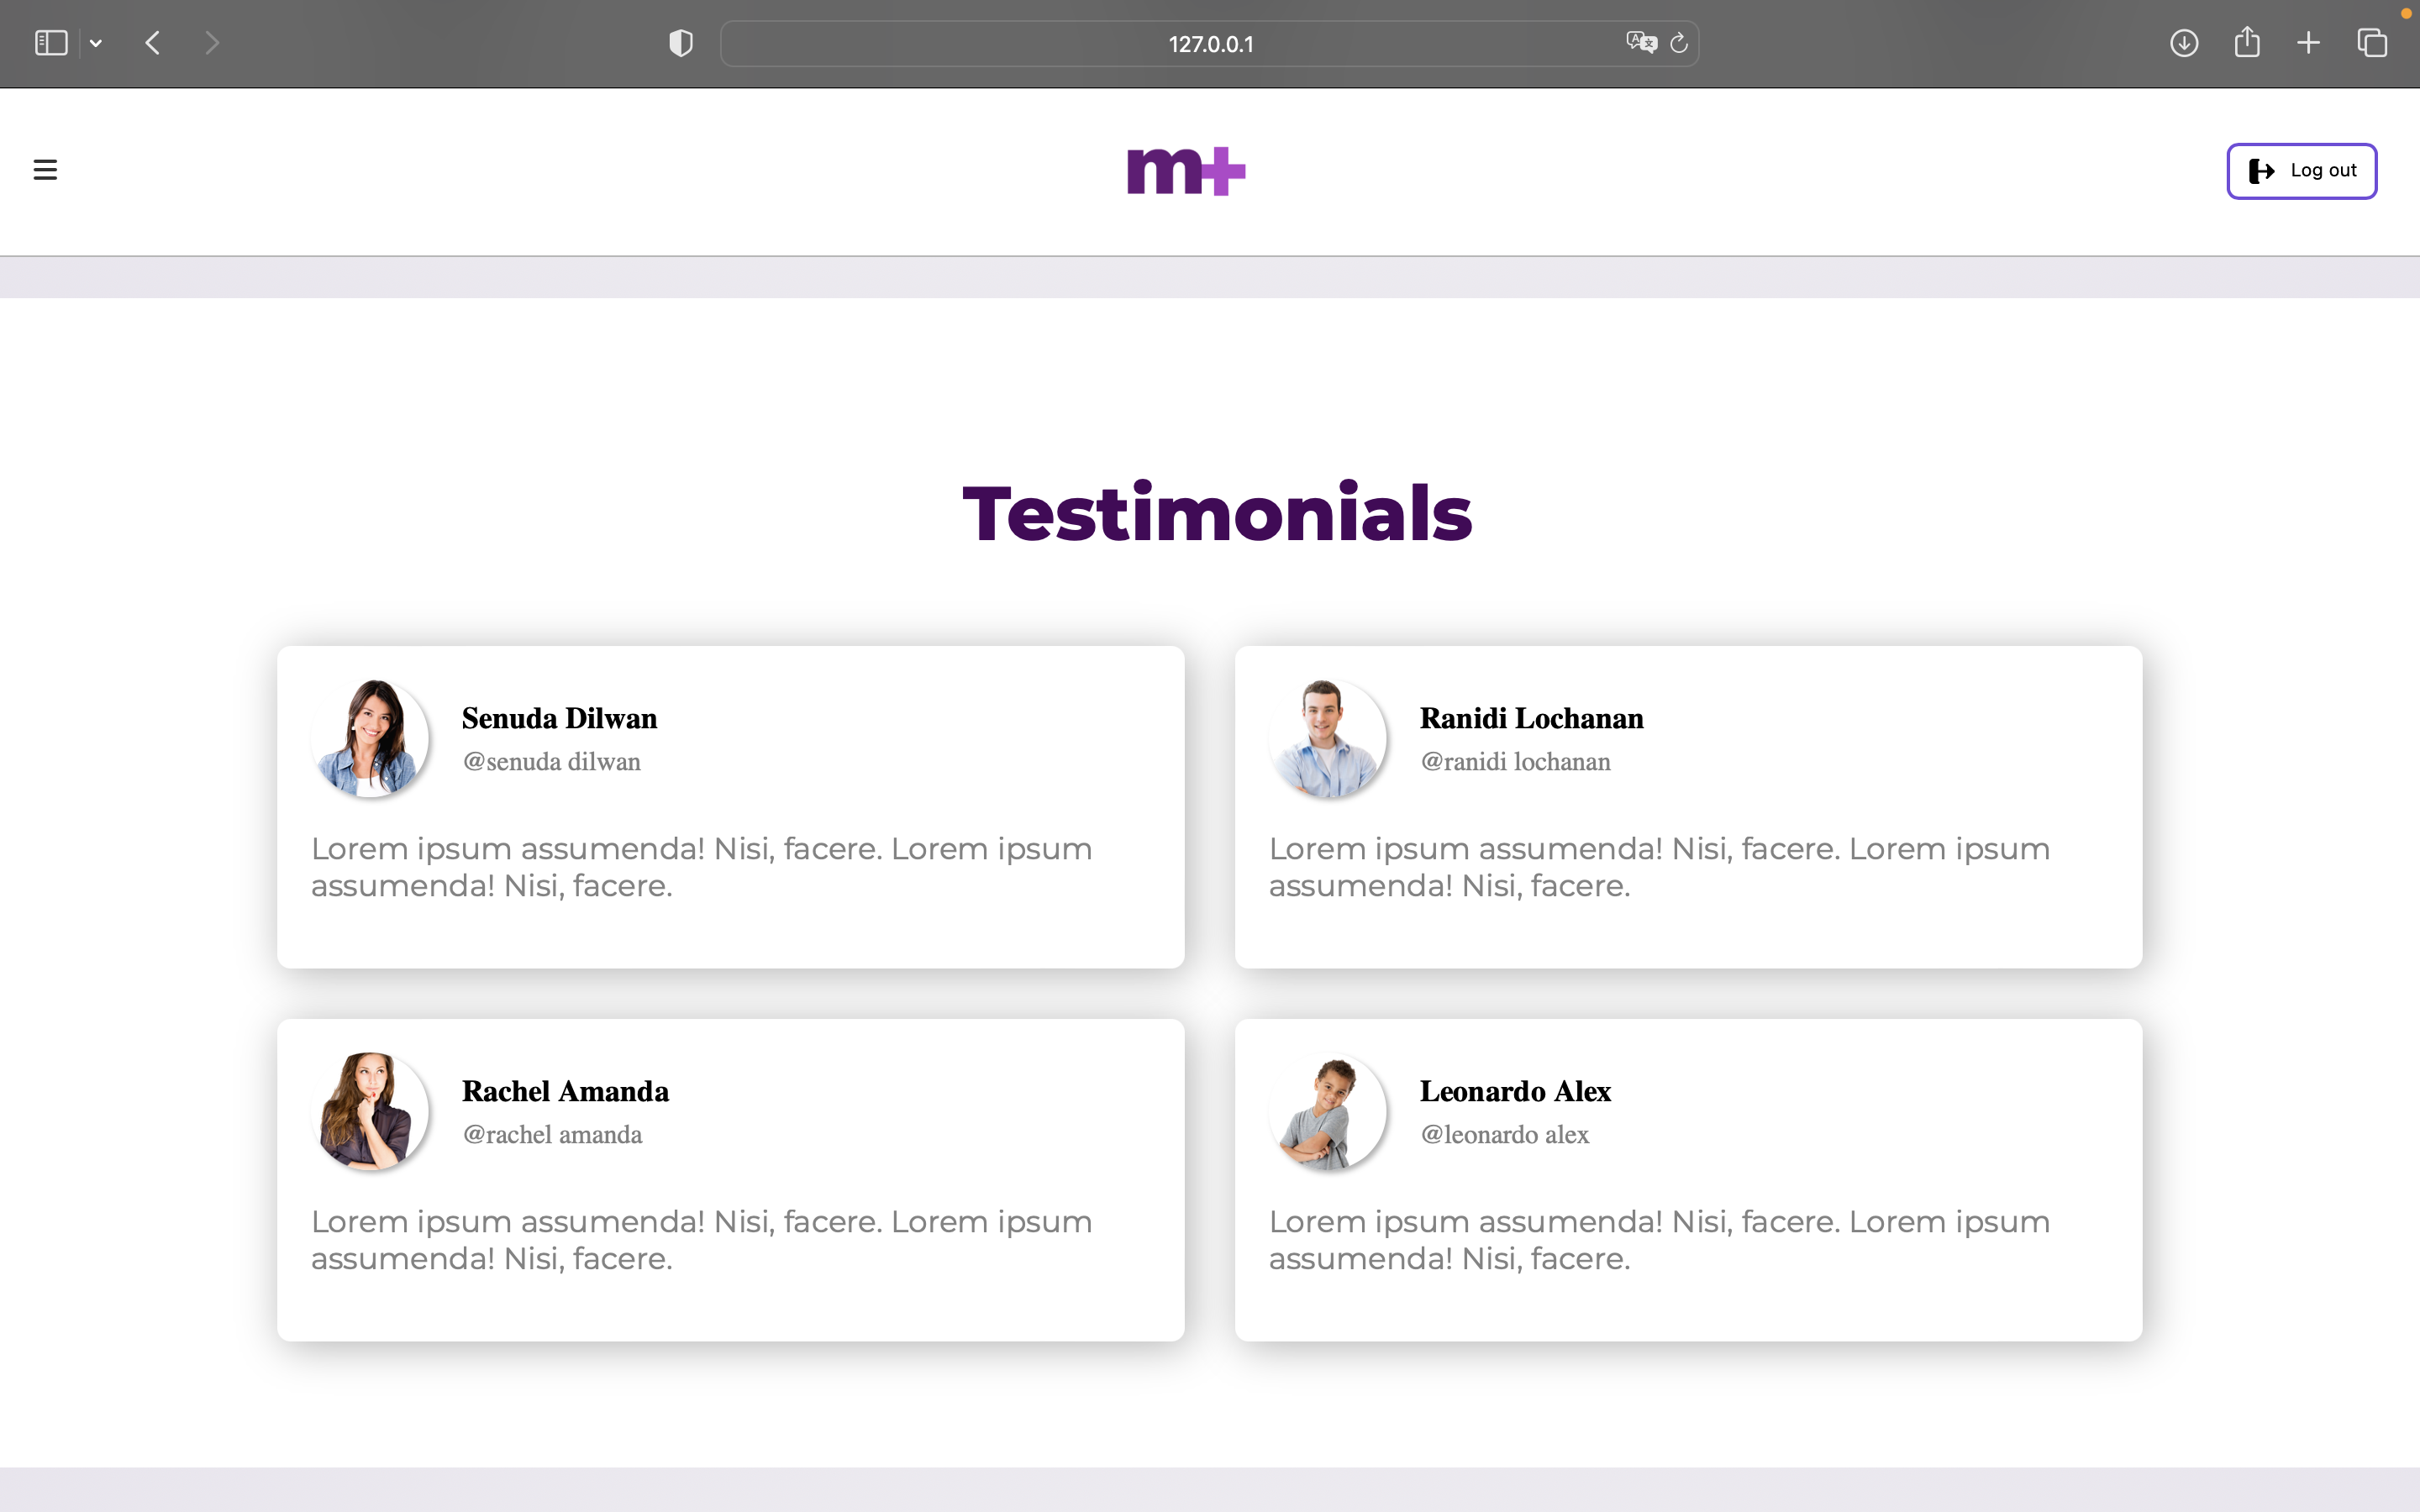 127.0.0.1
m+
Log out
Testimonials
Senuda Dilwan
@senuda dilwan
Lorem ipsum assumenda! Nisi, facere. Lorem ipsum
assumenda! Nisi, facere.
Ranidi Lochanan
@ranidi lochanan
Lorem ipsum assumenda! Nisi, facere. Lorem ipsum
assumenda! Nisi, facere.
Rachel Amanda
@rachel amanda
Lorem ipsum assumenda! Nisi, facere. Lorem ipsum
assumenda! Nisi, facere.
Leonardo Alex
@leonardo alex
Lorem ipsum assumenda! Nisi, facere. Lorem ipsum
assumenda! Nisi, facere.